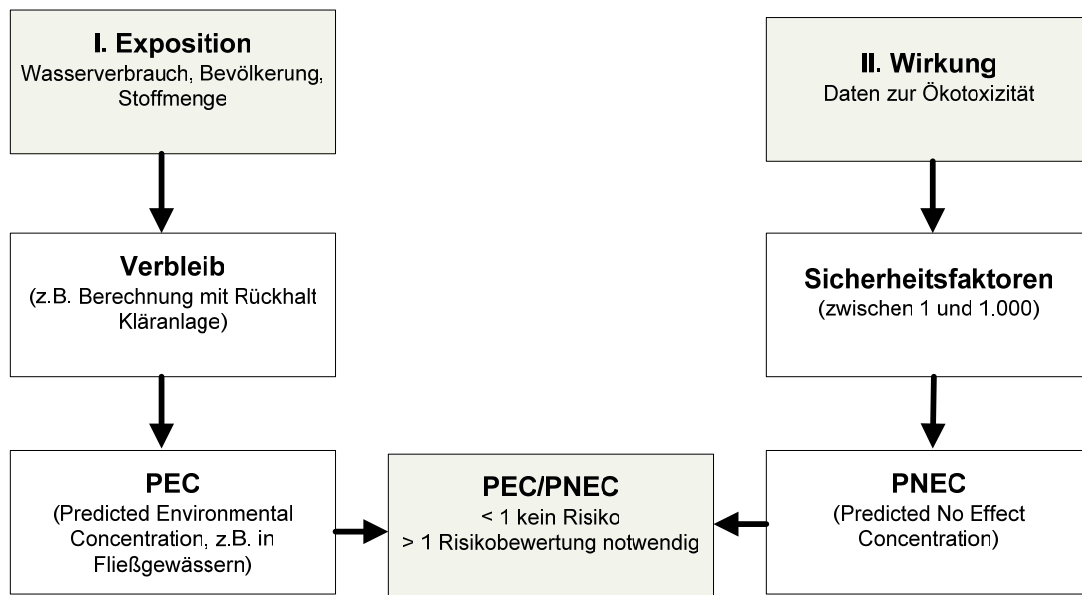 I. Exposition
Wasserverbrauch, Bevölkerung,
Stoffmenge
II. Wirkung
Daten zur Ökotoxizität
Verbleib
(z.B. Berechnung mit Rückhalt
Kläranlage)
Sicherheitsfaktoren
(zwischen 1 und 1.000)
PEC
(Predicted Environmental
Concentration, z.B. in
Fließgewässern)
PEC/PNEC
< 1 kein Risiko
> 1 Risikobewertung notwendig
PNEC
(Predicted No Effect
Concentration)